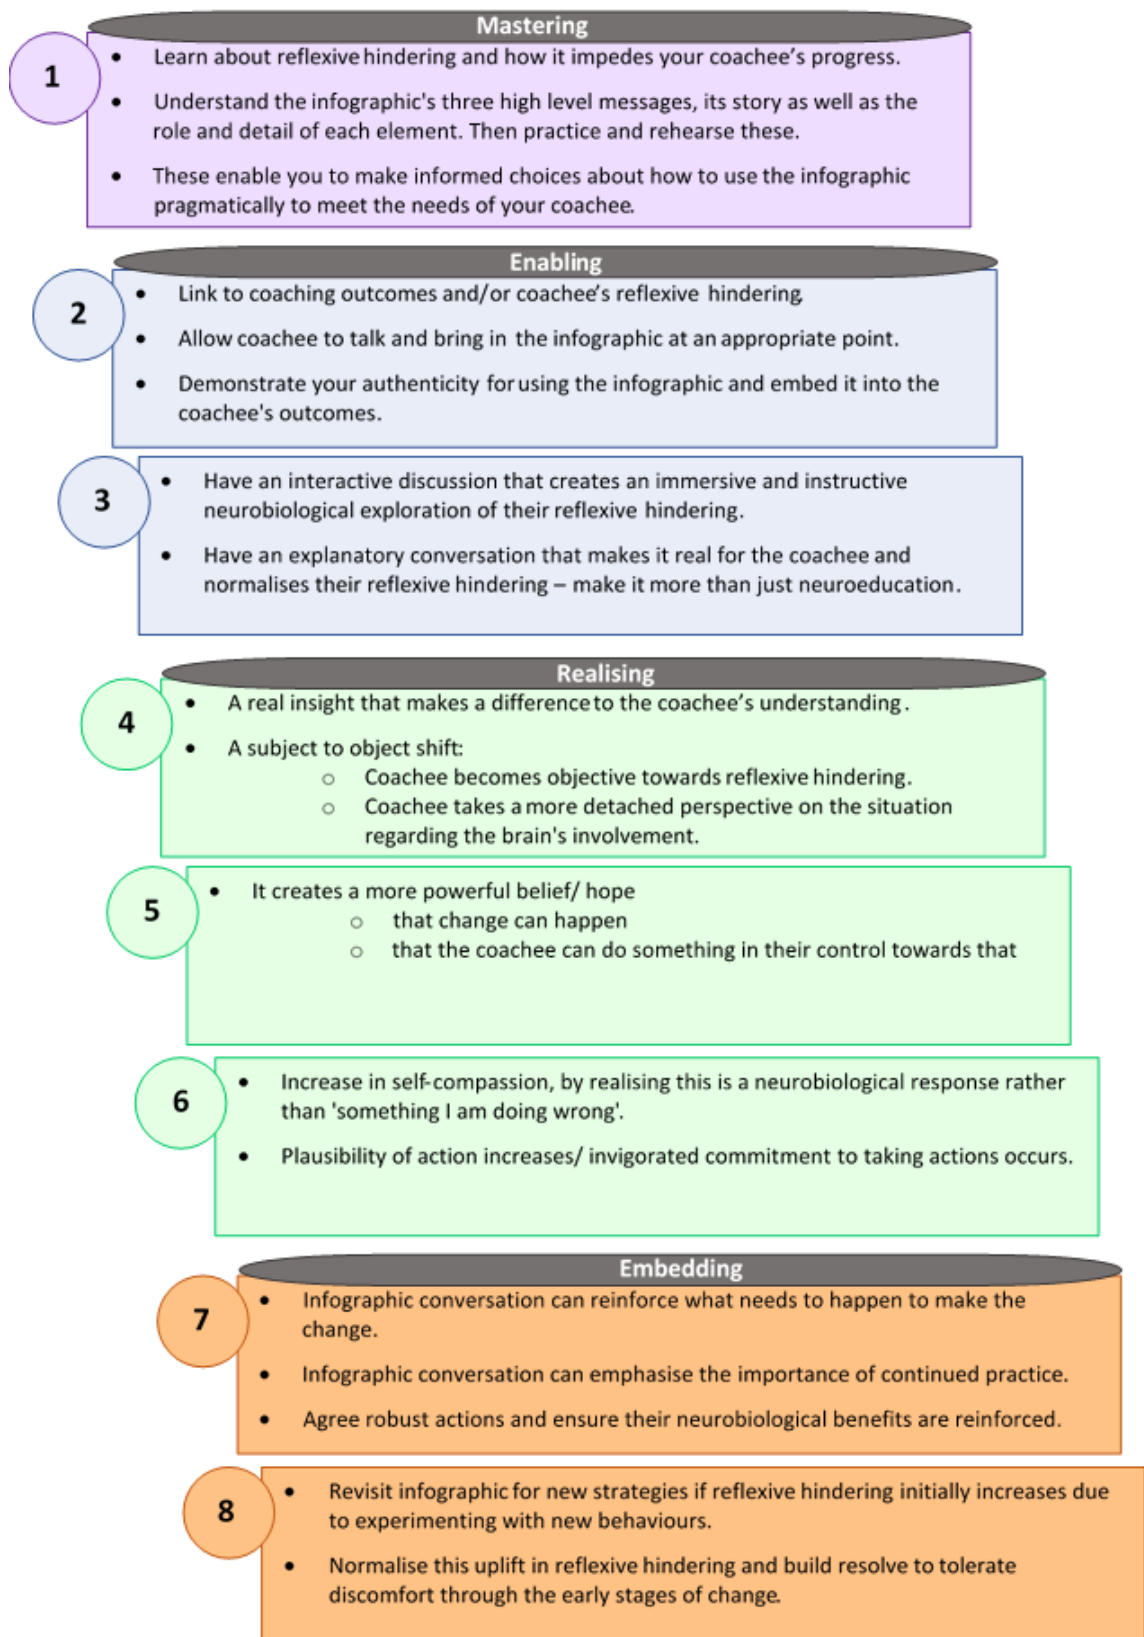 Mastering
1
• Learn about reflexive hindering and how it impedes your coachee’s progress.
• Understand the infographic's three high level messages, its story as well as the
role and detail of each element. Then practice and rehearse these.
• These enable you to make informed choices about how to use the infographic
pragmatically to meet the needs of your coachee.
Enabling
2
• Link to coaching outcomes and/or coachee’s reflexive hindering.
• Allow coachee to talk and bring in the infographic at an appropriate point.
• Demonstrate your authenticity for using the infographic and embed it into the
coachee's outcomes.
3
• Have an interactive discussion that creates an immersive and instructive
neurobiological exploration of their reflexive hindering.
• Have an explanatory conversation that makes it real for the coachee and
normalises their reflexive hindering – make it more than just neuroeducation.
Realising
4
• A real insight that makes a difference to the coachee’s understanding.
• A subject to object shift:
o Coachee becomes objective towards reflexive hindering.
o Coachee takes a more detached perspective on the situation
regarding the brain's involvement.
5
• It creates a more powerful belief/ hope
o that change can happen
o that the coachee can do something in their control towards that
6
• Increase in self-compassion, by realising this is a neurobiological response rather
than 'something I am doing wrong'.
• Plausibility of action increases/ invigorated commitment to taking actions occurs.
Embedding
7
• Infographic conversation can reinforce what needs to happen to make the
change.
• Infographic conversation can emphasise the importance of continued practice.
• Agree robust actions and ensure their neurobiological benefits are reinforced.
8
• Revisit infographic for new strategies if reflexive hindering initially increases due
to experimenting with new behaviours.
• Normalise this uplift in reflexive hindering and build resolve to tolerate
discomfort through the early stages of change.